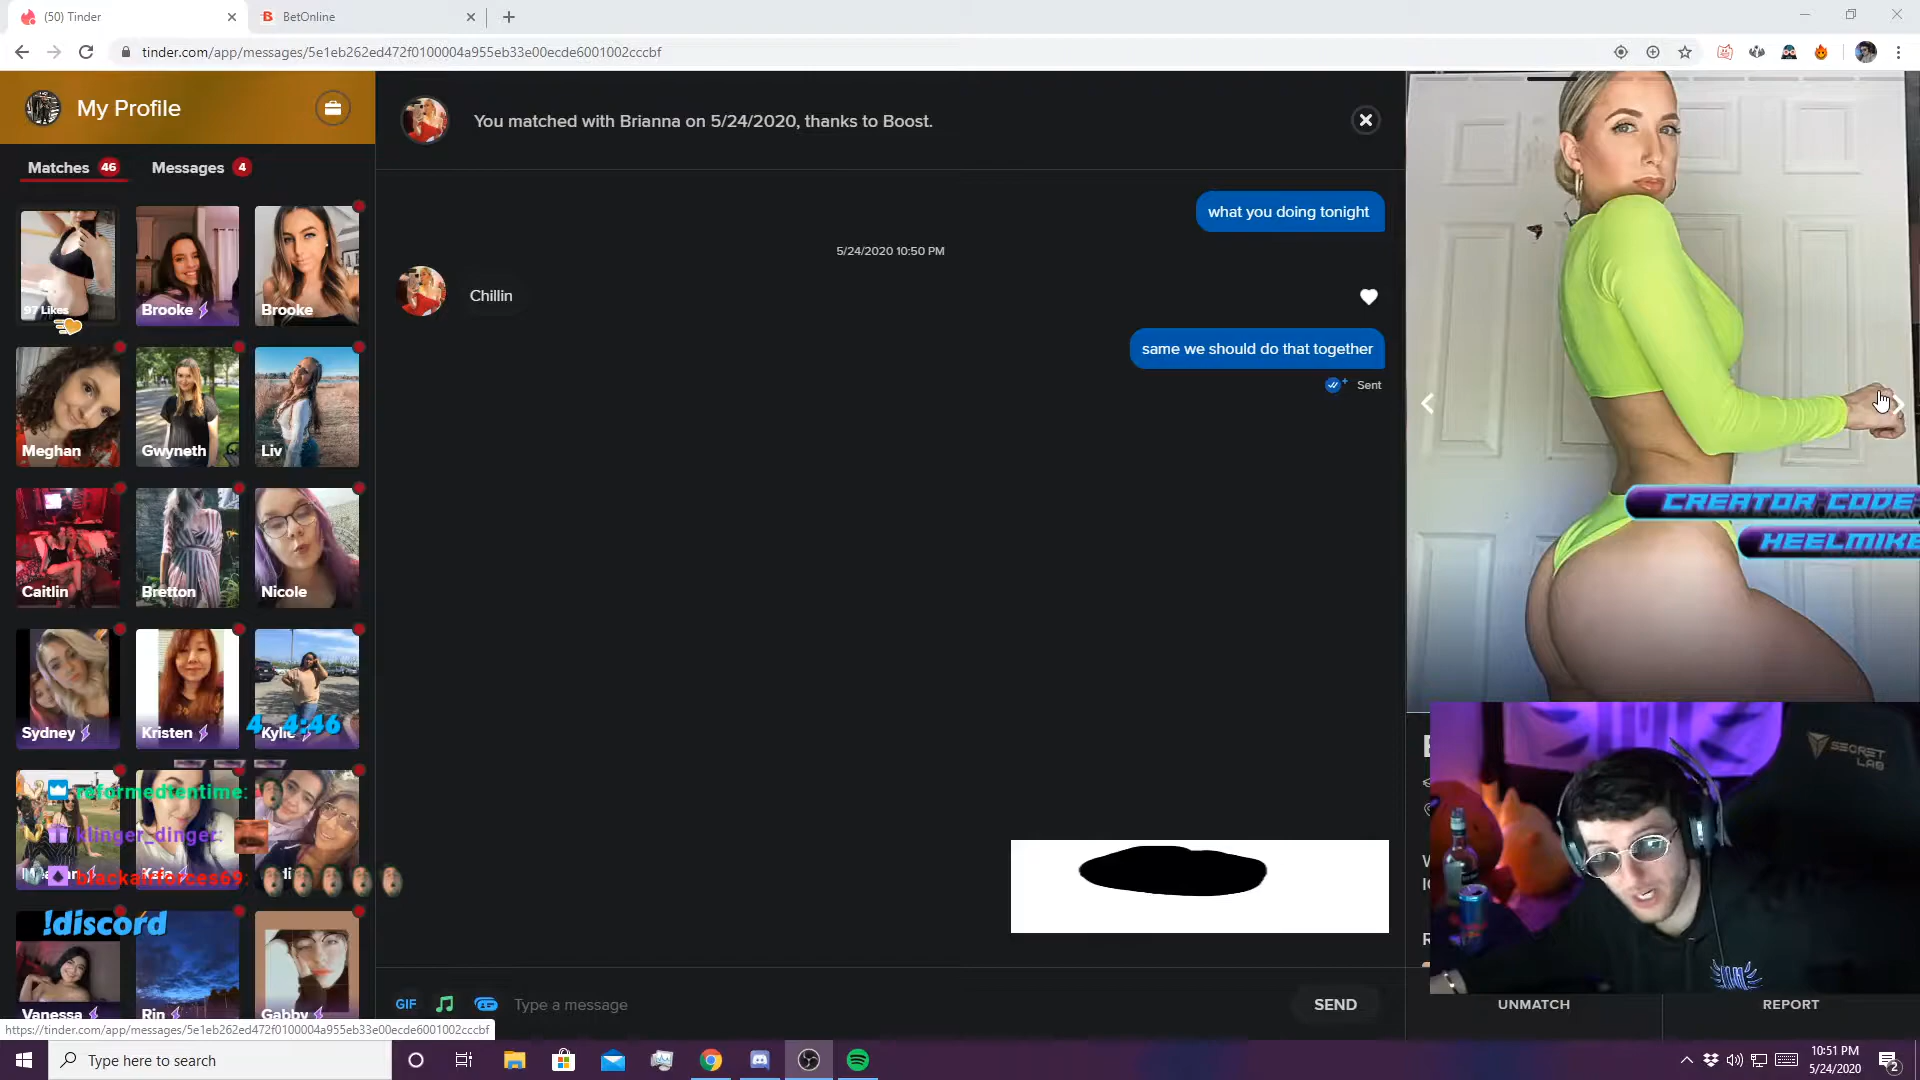 (50) Tinder
BetOnline
tinder.com/app/messages/5e1eb262ed472f0100004a955eb33e00ecde6001002cccbf
My Profile
You matched with Brianna on 5/24/2020, thanks to Boost.
Matches 46
Messages 4
what you doing tonight
5/24/2020 10:50 PM
Chillin
same we should do that together
Sent
97 Likes
Brooke
Brooke
Meghan
Gwyneth
Liv
Caitlin
Bretton
Nicole
Sydney
Kristen
Kylie
4:46
reformedtentime:
klinger_dinger:
blackairforces69:
!discord
Vanessa
Rin
Gabby
CREATOR CODE
HEELMIKE
SECRET
LAB
GIF
Type a message
SEND
UNMATCH
REPORT
https://tinder.com/app/messages/5e1eb262ed472f0100004a955eb33e00ecde6001002cccbf
Type here to search
10:51 PM
5/24/2020
2